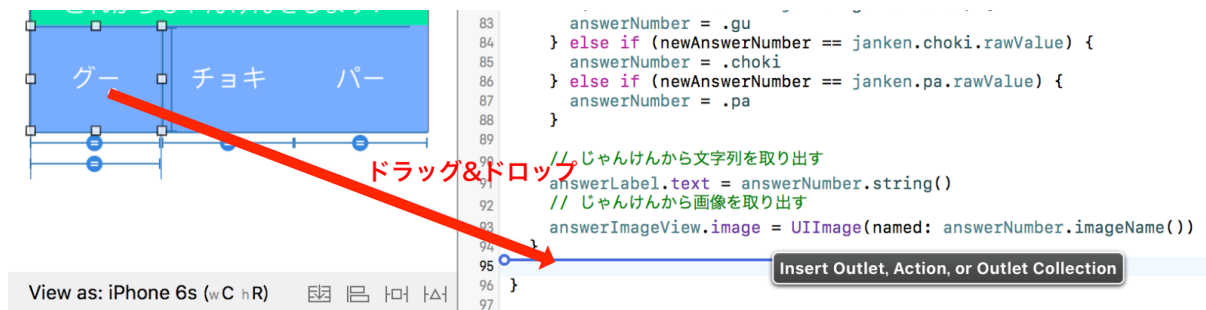 83 answerNumber = .gu
84 } else if (newAnswerNumber == janken.choki.rawValue) {
85 answerNumber = .choki
86 } else if (newAnswerNumber == janken.pa.rawValue) {
87 answerNumber = .pa
88 }
89
90 // じゃんけんから文字列を取り出す
91 answerLabel.text = answerNumber.string()
92 // じゃんけんから画像を取り出す
93 answerImageView.image = UIImage(named: answerNumber.imageName())
94 }
95
96 }
97
グー チョキ パー
ドラッグ&ドロップ
Insert Outlet, Action, or Outlet Collection
View as: iPhone 6s (wC hR)